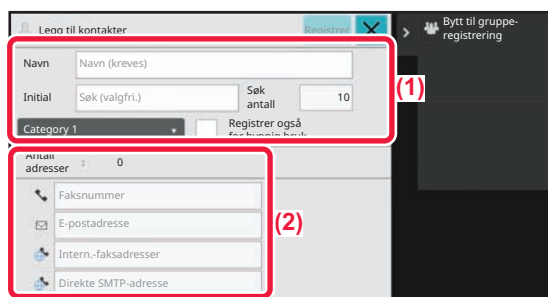 Legg til kontakter
Registrer
Bytt til gruppe-
registrering
Navn
Navn (kreves)
Initial
Søk (valgfri.)
Søk
antall
10
(1)
Category 1
Registrer også
for hyppig bruk
Antall
adresser : 0
Faksnummer
E-postadresse
(2)
Intern.-faksadresser
Direkte SMTP-adresse